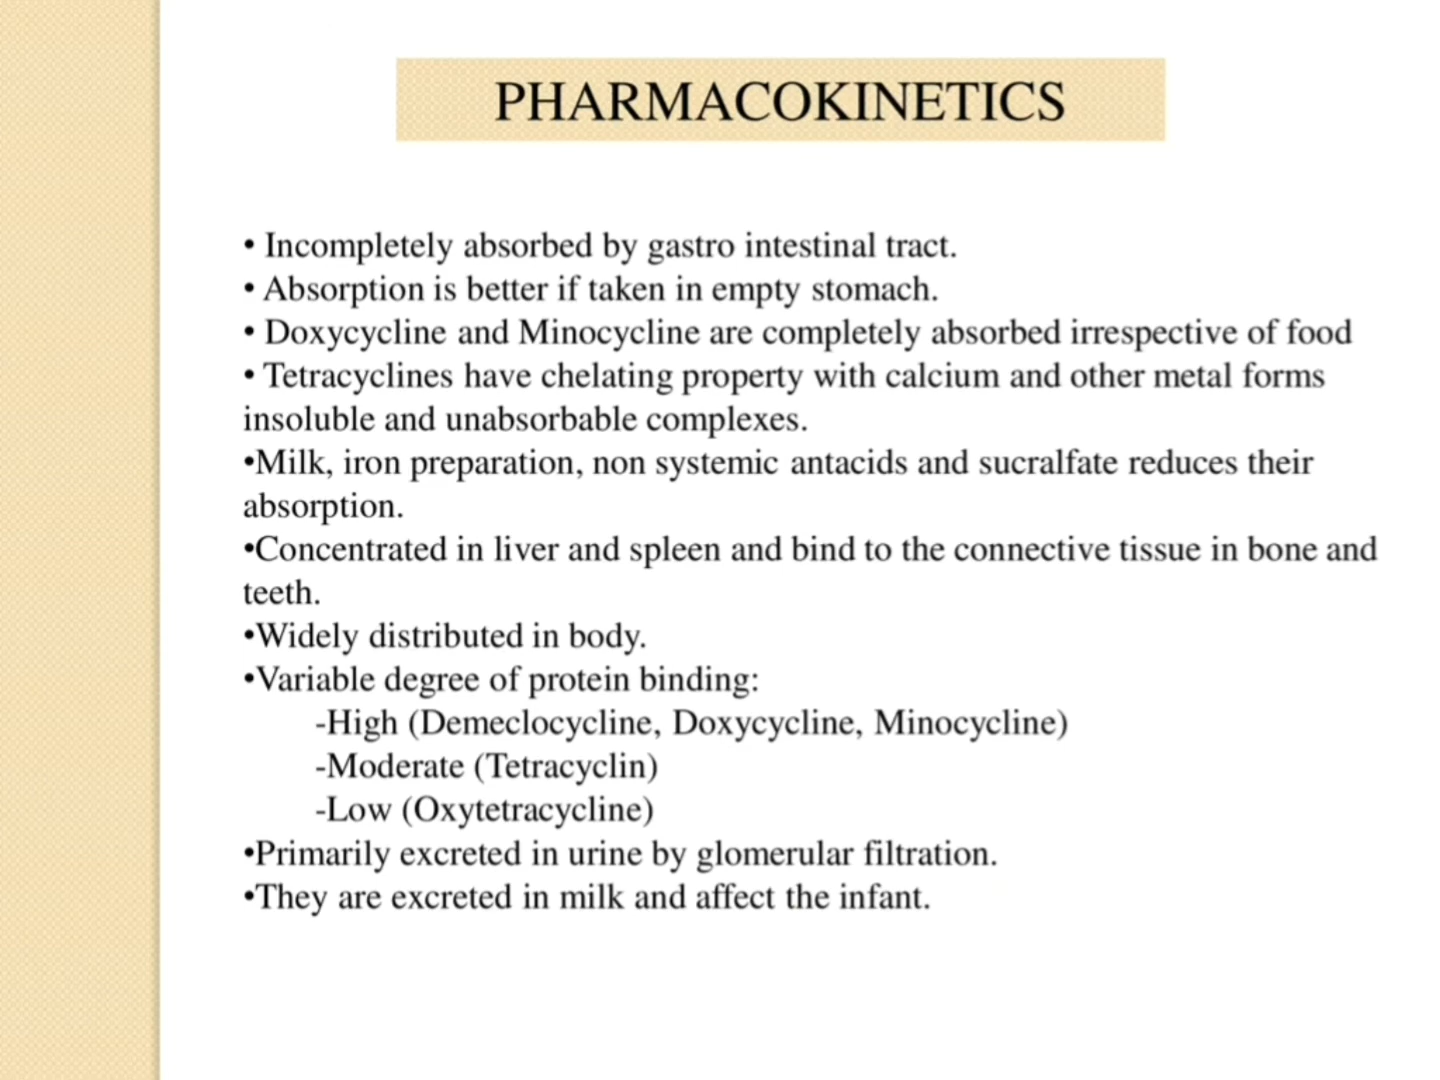 PHARMACOKINETICS
• Incompletely absorbed by gastro intestinal tract.
• Absorption is better if taken in empty stomach.
• Doxycycline and Minocycline are completely absorbed irrespective of food
• Tetracyclines have chelating property with calcium and other metal forms
insoluble and unabsorbable complexes.
•Milk, iron preparation, non systemic antacids and sucralfate reduces their
absorption.
•Concentrated in liver and spleen and bind to the connective tissue in bone and
teeth.
•Widely distributed in body.
•Variable degree of protein binding:
-High (Demeclocycline, Doxycycline, Minocycline)
-Moderate (Tetracyclin)
-Low (Oxytetracycline)
•Primarily excreted in urine by glomerular filtration.
•They are excreted in milk and affect the infant.